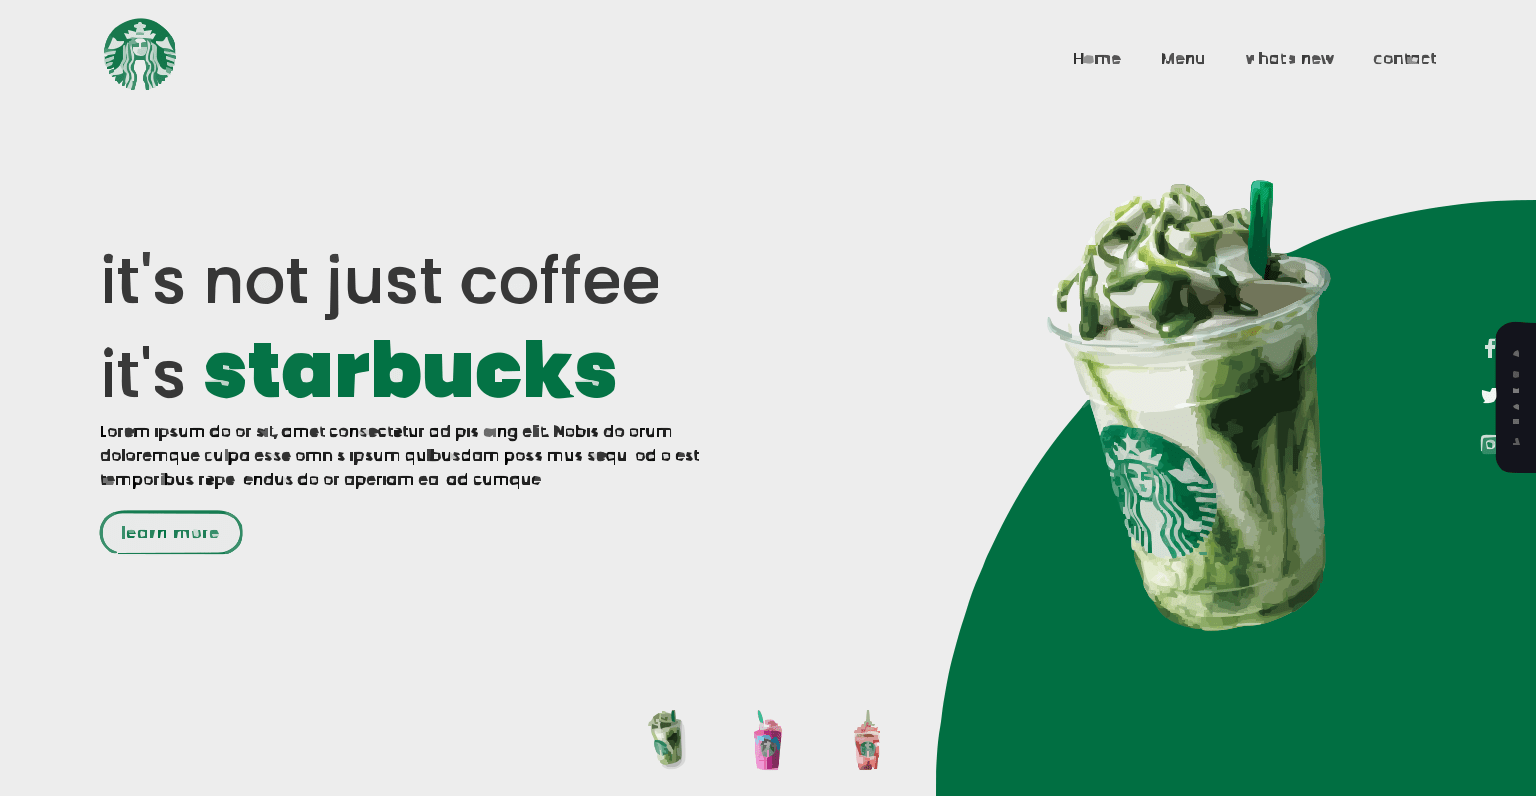 Home Menu whats new contact
it's not just coffee
it's starbucks
Lorem ipsum dolor sit, amet consectetur adipisicing elit. Nobis dolorum
doloremque culpa esse omnis ipsum quibusdam possimus sequi odio est
temporibus repellendus dolor aperiam ea ad cumque
learn more